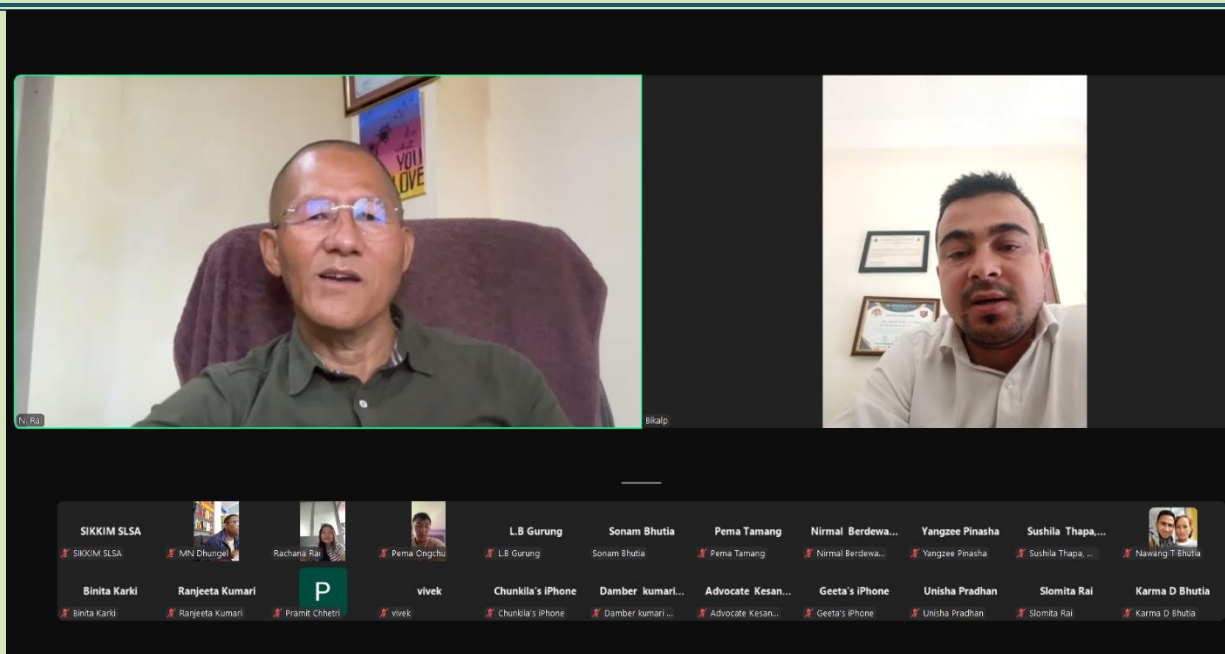 YOU
LOVE
N. Rai
Bikalp
SIKKIM SLSA
L.B Gurung
Sonam Bhutia
Pema Tamang
Nirmal Berdewa...
Yangzee Pinasha
Sushila Thapa,...
SIKKIM SLSA
MN Dhungel
Rachana Rai
Pema Ongchu
L.B Gurung
Sonam Bhutia
Pema Tamang
Nirmal Berdewa...
Yangzee Pinasha
Sushila Thapa, ...
Nawang T Bhutia
Binita Karki
Ranjeeta Kumari
P
vivek
Chunkila's iPhone
Damber kumari...
Advocate Kesan...
Geeta's iPhone
Unisha Pradhan
Slomita Rai
Karma D Bhutia
Binita Karki
Ranjeeta Kumari
Pramit Chhetri
vivek
Chunkila's iPhone
Damber kumari ...
Advocate Kesan...
Geeta's iPhone
Unisha Pradhan
Slomita Rai
Karma D Bhutia